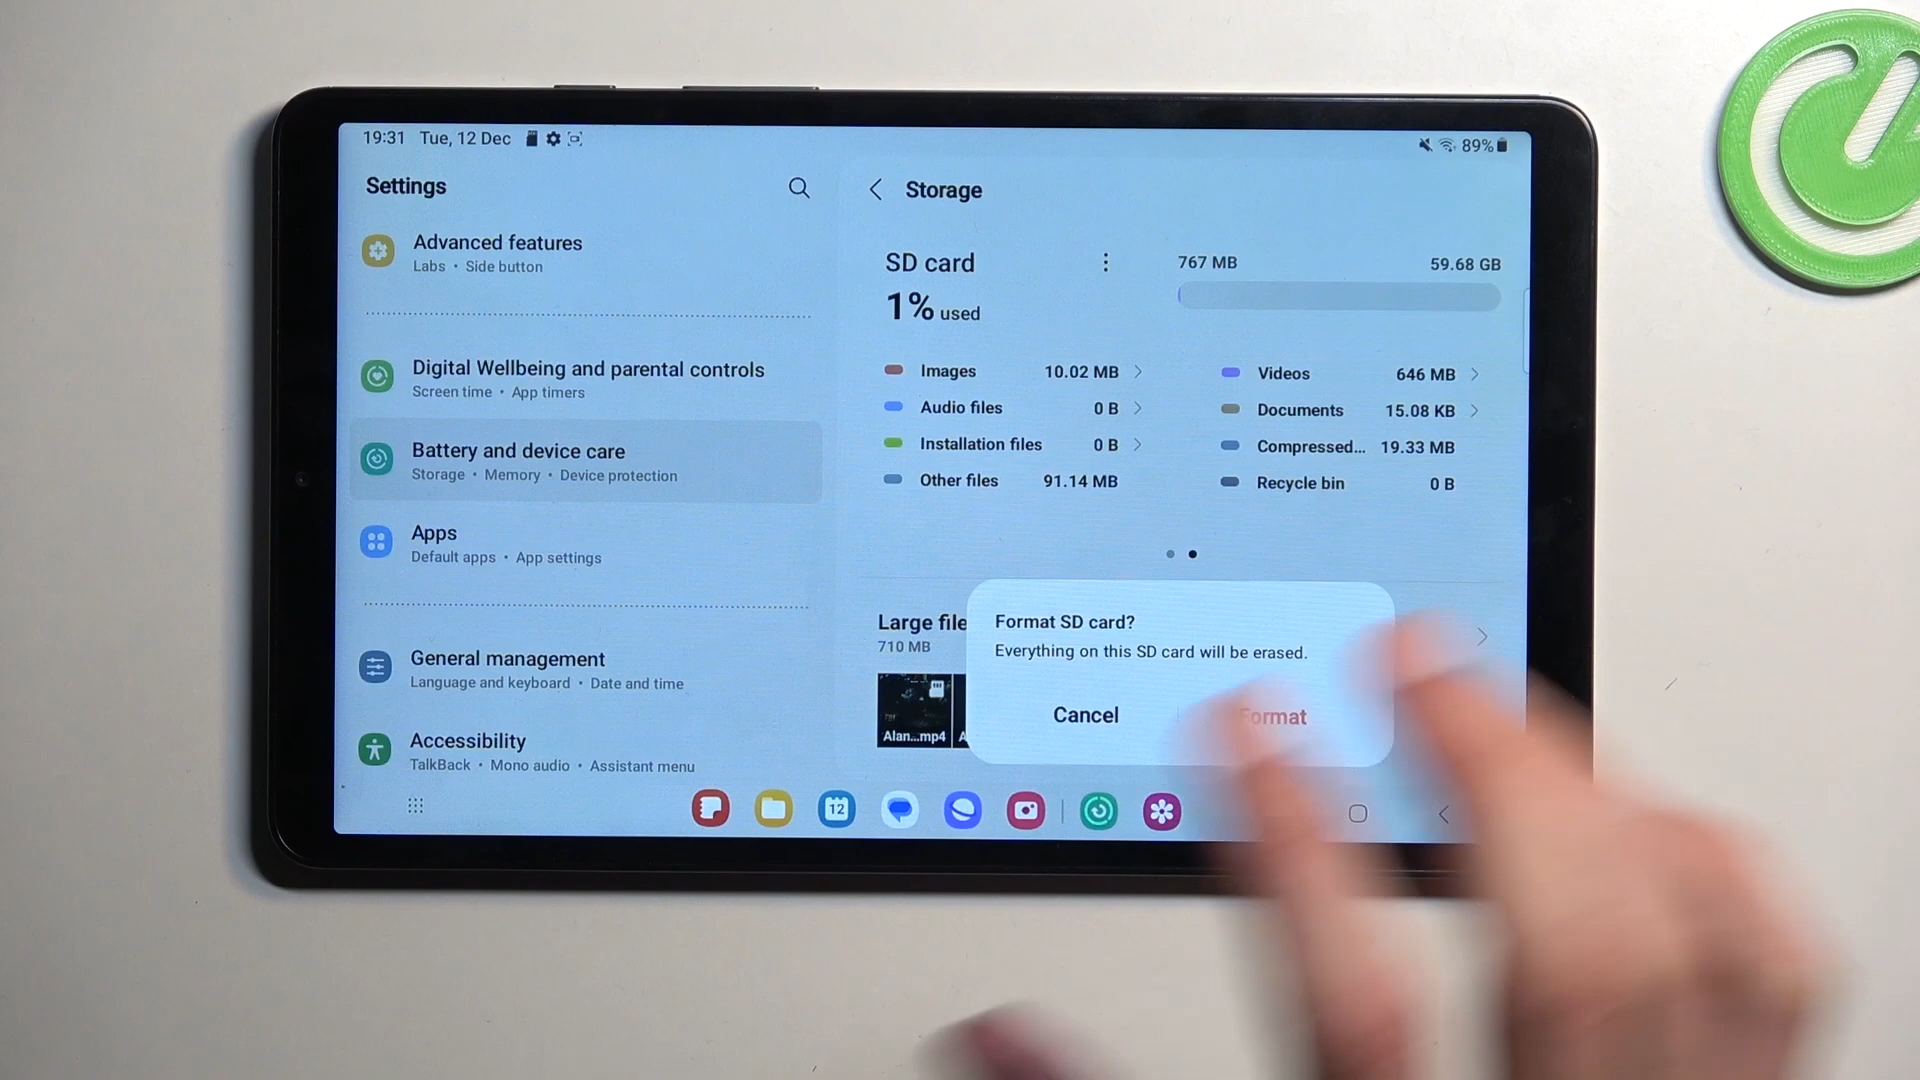 19:31 Tue, 12 Dec
89%
Settings
Advanced features
Labs • Side button
Digital Wellbeing and parental controls
Screen time • App timers
Battery and device care
Storage • Memory • Device protection
Apps
Default apps • App settings
General management
Language and keyboard • Date and time
Accessibility
TalkBack • Mono audio • Assistant menu
Storage
SD card
1% used
767 MB
59.68 GB
Images 10.02 MB
Audio files 0 B
Installation files 0 B
Other files 91.14 MB
Videos 646 MB
Documents 15.08 KB
Compressed... 19.33 MB
Recycle bin 0 B
Large file
710 MB
Alan...mp4
A
Format SD card?
Everything on this SD card will be erased.
Cancel
Format
12